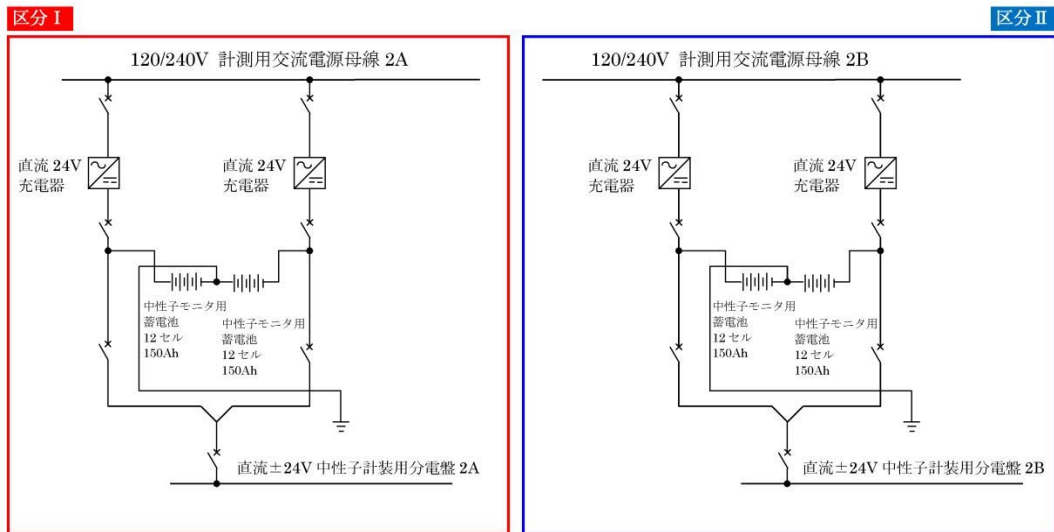 区分Ⅰ
120/240V 計測用交流電源母線 2A
直流 24V
充電器
直流 24V
充電器
中性子モニタ用
蓄電池
12 セル
150Ah
中性子モニタ用
蓄電池
12 セル
150Ah
直流±24V 中性子計装用分電盤 2A
区分Ⅱ
120/240V 計測用交流電源母線 2B
直流 24V
充電器
直流 24V
充電器
中性子モニタ用
蓄電池
12 セル
150Ah
中性子モニタ用
蓄電池
12 セル
150Ah
直流±24V 中性子計装用分電盤 2B